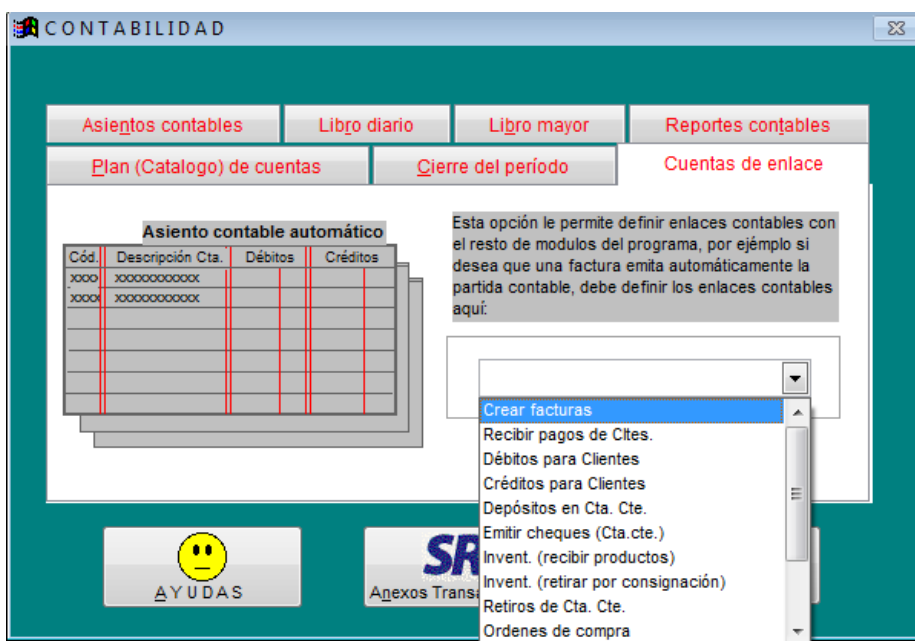 CONTABILIDAD
Asientos contables
Libro diario
Libro mayor
Reportes contables
Plan (Catalogo) de cuentas
Cierre del período
Cuentas de enlace
Asiento contable automático
Cód. Descripción Cta. Débitos Créditos
xxxx xxxxxxxxxxx
xxxx xxxxxxxxxxx
Esta opción le permite definir enlaces contables con
el resto de modulos del programa, por ejémplo si
desea que una factura emita automáticamente la
partida contable, debe definir los enlaces contables
aquí:
Crear facturas
Recibir pagos de Cltes.
Débitos para Clientes
Créditos para Clientes
Depósitos en Cta. Cte.
Emitir cheques (Cta.cte.)
Invent. (recibir productos)
Invent. (retirar por consignación)
Retiros de Cta. Cte.
Ordenes de compra
AYUDAS
Anexos